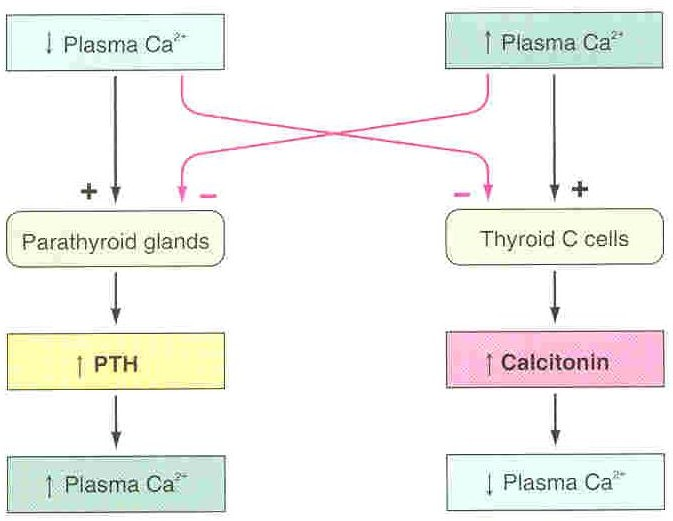 ↓ Plasma Ca²⁺
↑ Plasma Ca²⁺
+
−
−
+
Parathyroid glands
Thyroid C cells
↑ PTH
↑ Calcitonin
↑ Plasma Ca²⁺
↓ Plasma Ca²⁺